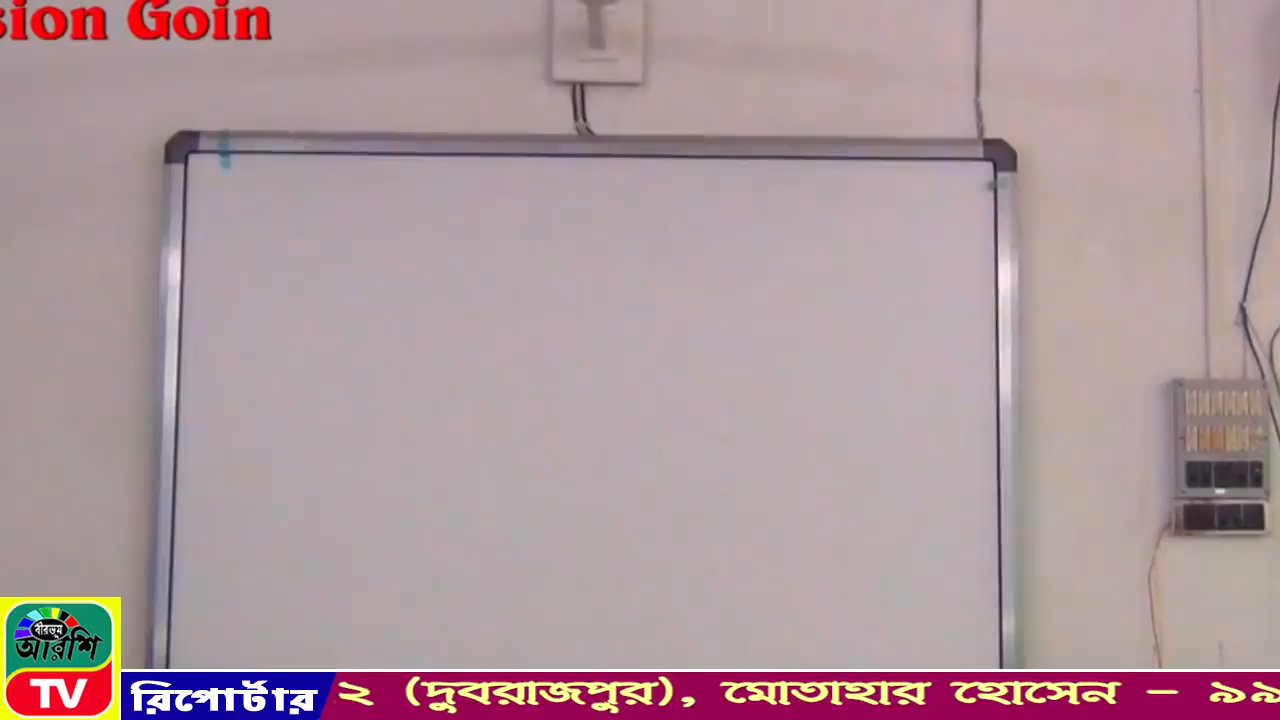 sion Goin
বীরভূম
আরশি
TV
রিপোর্টার
২ (দুবরাজপুর), মোতাহার হোসেন – ৯৯